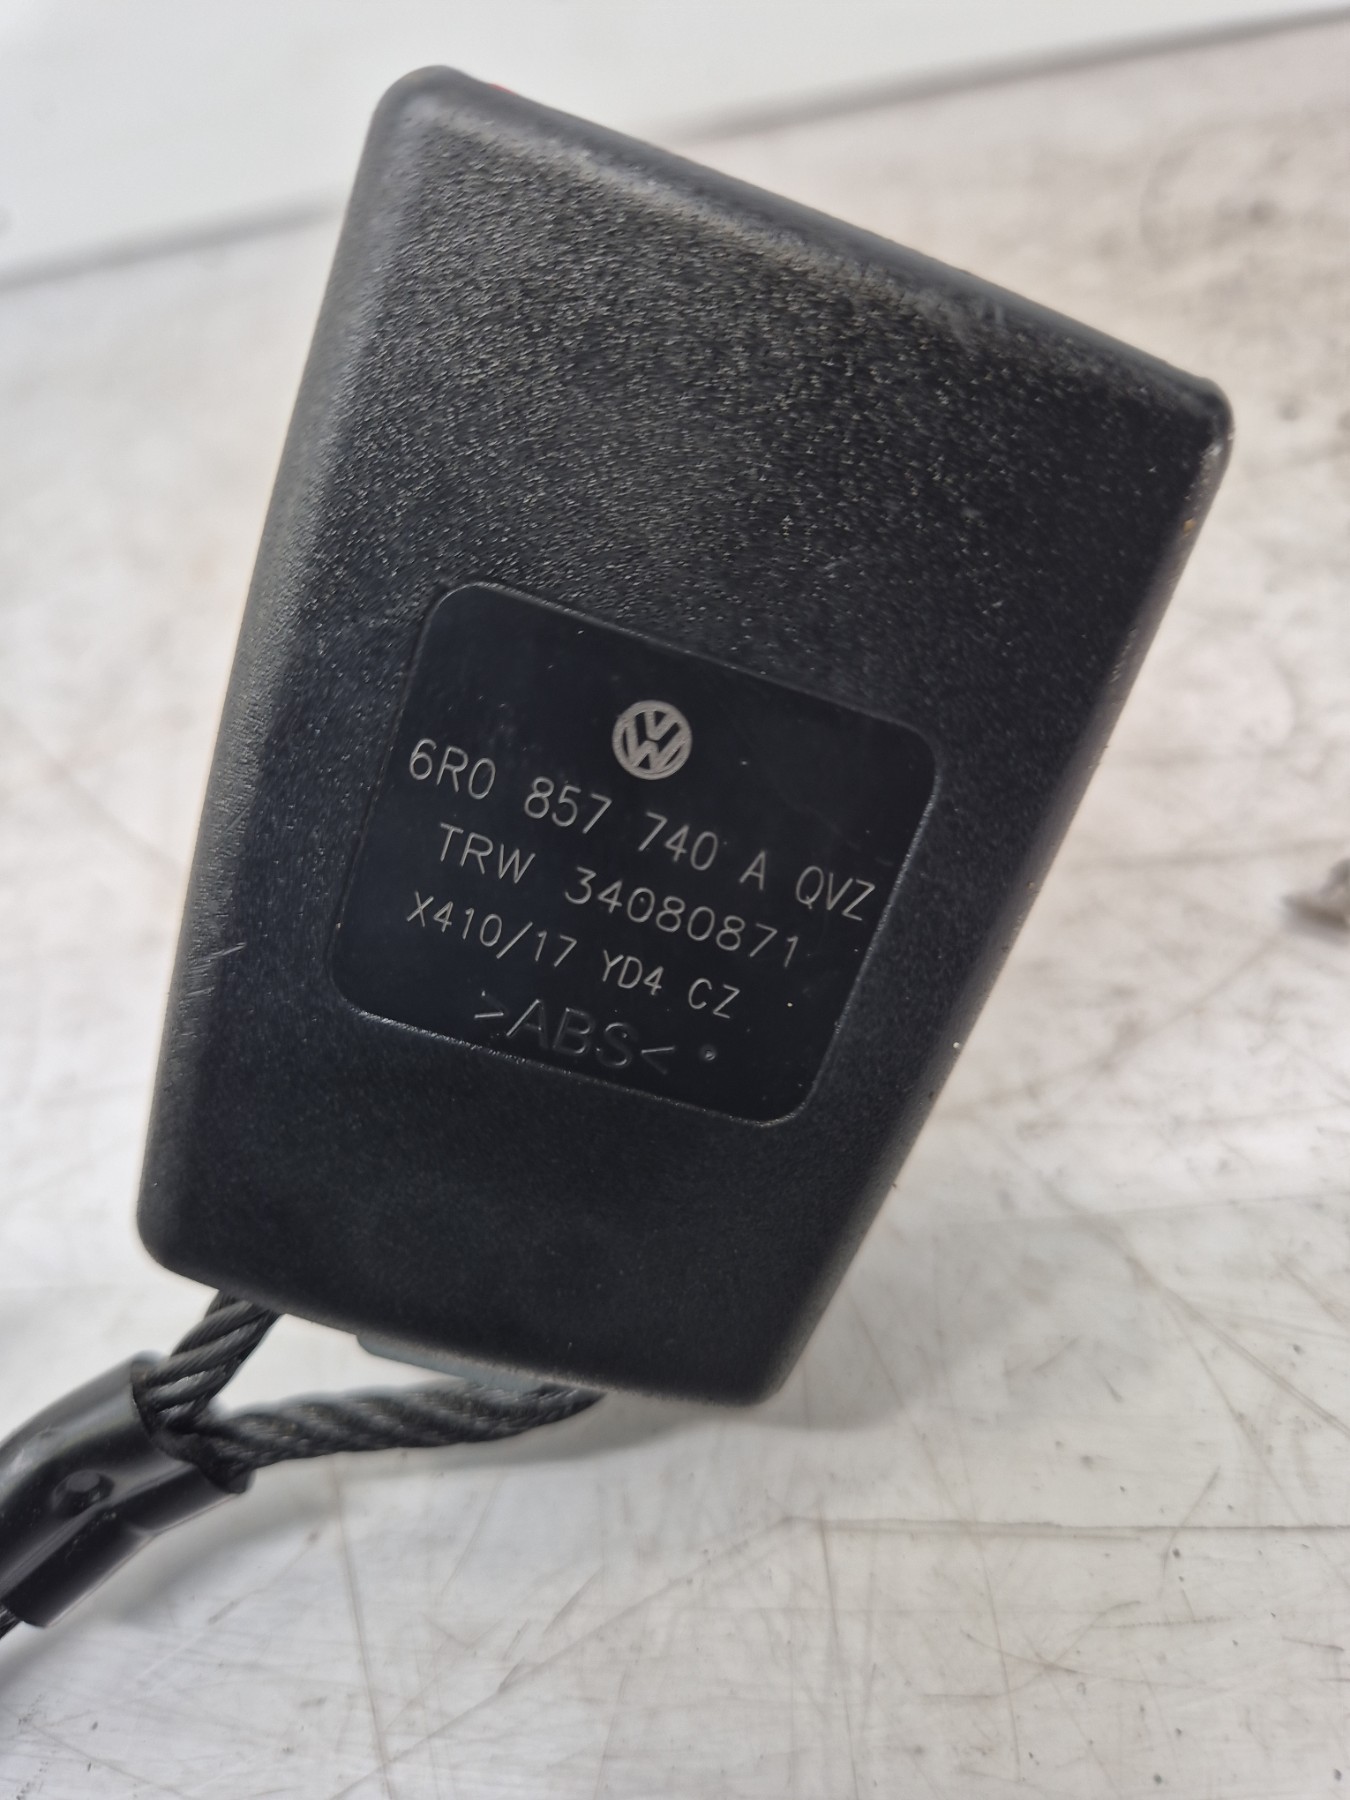 6R0 857 740 A QVZ
TRW 34080871
X410/17 YD4 CZ
>ABS<